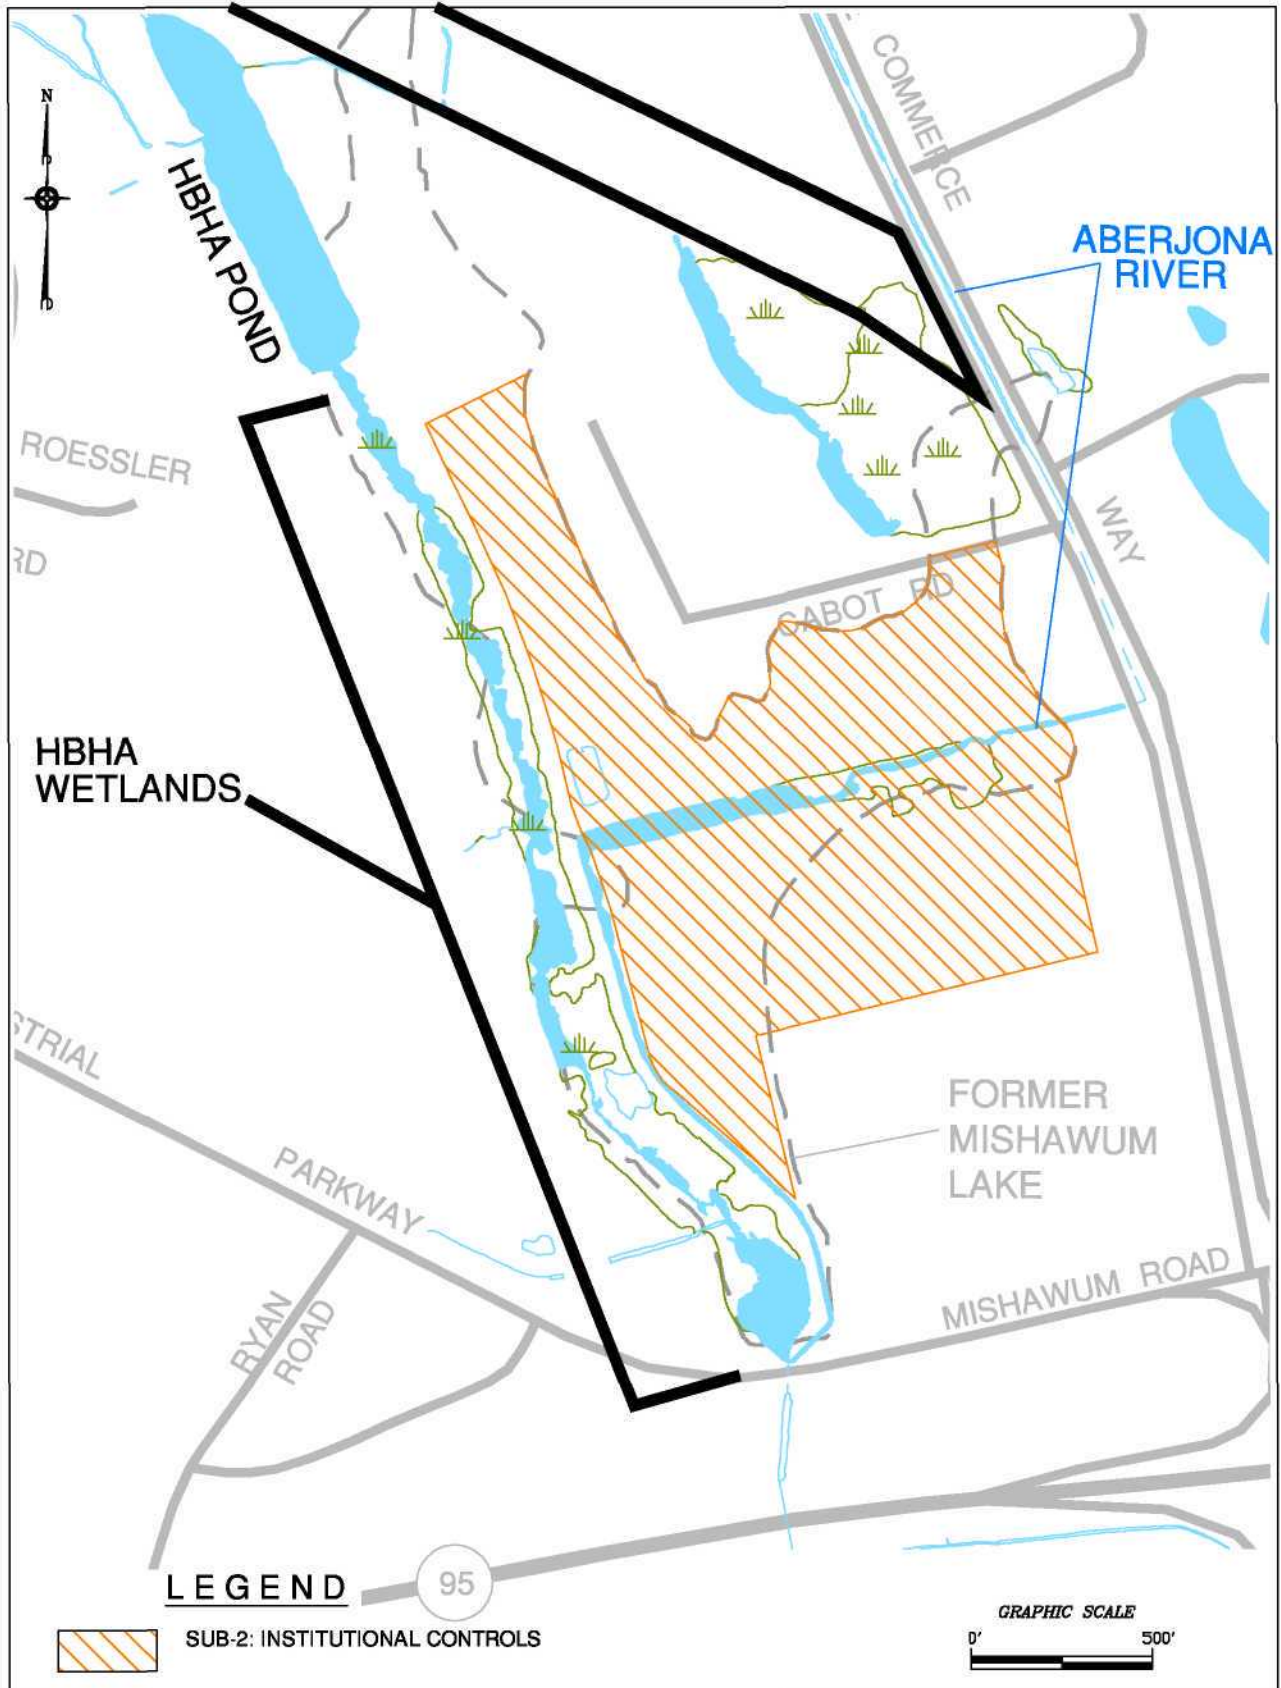 COMMERCE
N
HBHA POND
ABERJONA
RIVER
ROESSLER
RD
WAY
CABOT RD
HBHA
WETLANDS
STRIAL
PARKWAY
FORMER
MISHAWUM
LAKE
RYAN
ROAD
MISHAWUM ROAD
LEGEND
95
SUB-2: INSTITUTIONAL CONTROLS
GRAPHIC SCALE
0' 500'